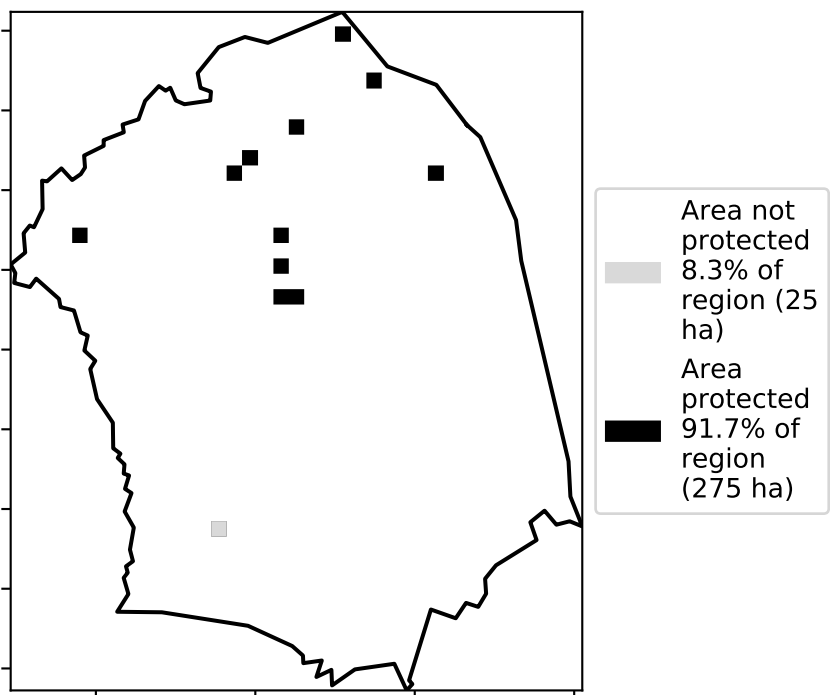 Area not
protected
8.3% of
region (25
ha)
Area
protected
91.7% of
region
(275 ha)